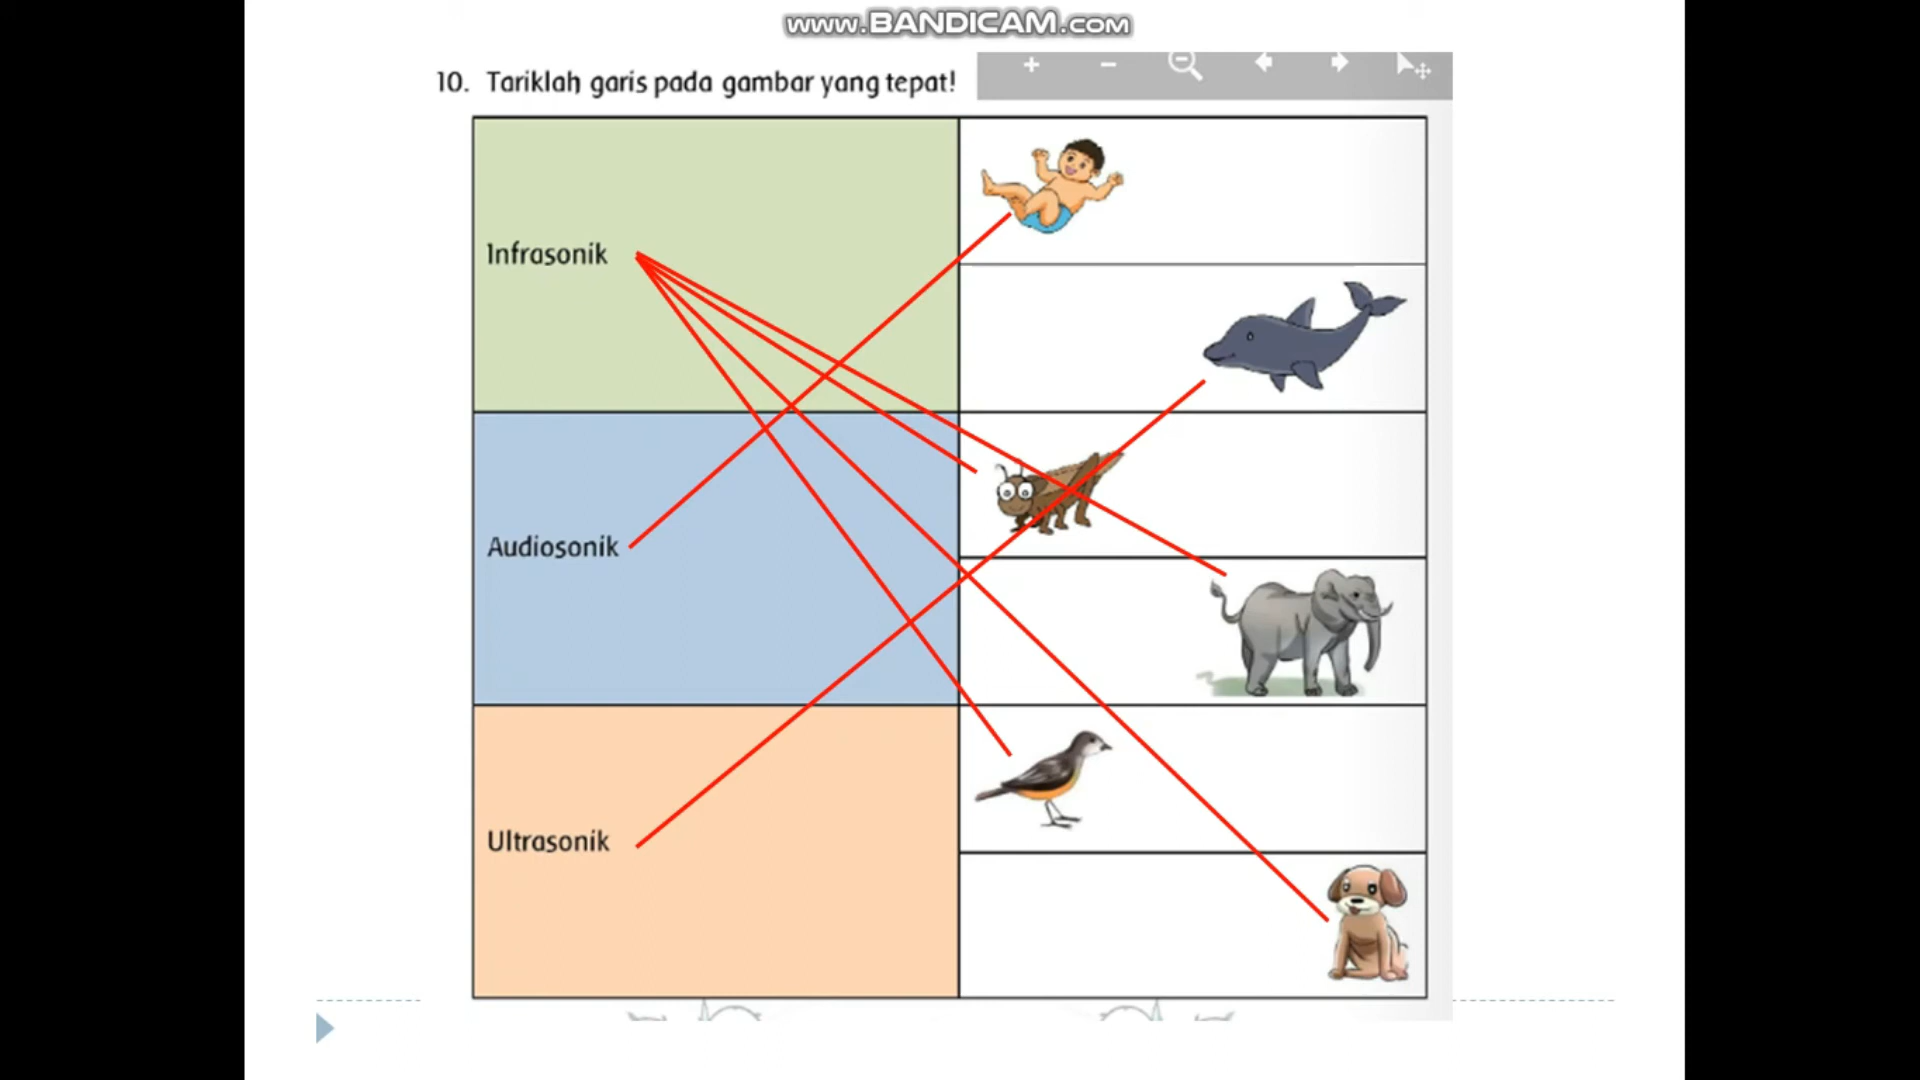 www.BANDICAM.com
10. Tariklah garis pada gambar yang tepat!
Infrasonik
Audiosonik
Ultrasonik